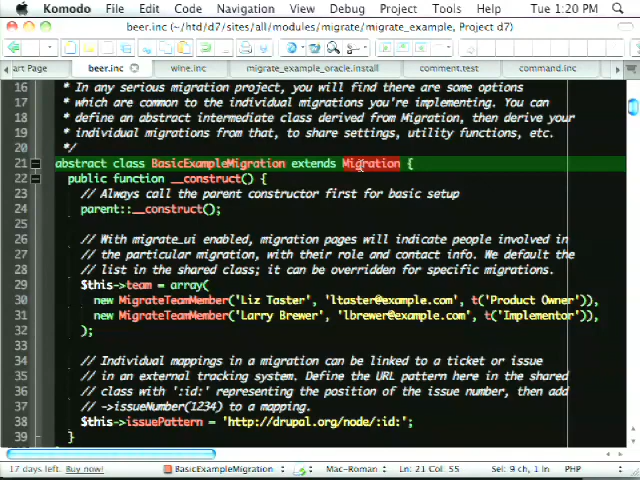 Komodo File Edit Code Navigation View Debug Project Tools Help Tue 1:20 PM
beer.inc (~/htd/d7/sites/all/modules/migrate/migrate_example, Project d7)
art Page beer.inc wine.inc migrate_example_oracle.install comment.test command.inc
16 * In any serious migration project, you will find there are some options
17 * which are common to the individual migrations you're implementing. You can
18 * define an abstract intermediate class derived from Migration, then derive your
19 * individual migrations from that, to share settings, utility functions, etc.
20 */
21 abstract class BasicExampleMigration extends Migration {
22 public function __construct() {
23 // Always call the parent constructor first for basic setup
24 parent::__construct();
25
26 // With migrate_ui enabled, migration pages will indicate people involved in
27 // the particular migration, with their role and contact info. We default the
28 // list in the shared class; it can be overridden for specific migrations.
29 $this->team = array(
30 new MigrateTeamMember('Liz Taster', 'ltaster@example.com', t('Product Owner')),
31 new MigrateTeamMember('Larry Brewer', 'lbrewer@example.com', t('Implementor')),
32 );
33
34 // Individual mappings in a migration can be linked to a ticket or issue
35 // in an external tracking system. Define the URL pattern here in the shared
36 // class with ':id:' representing the position of the issue number, then add
37 // ->issueNumber(1234) to a mapping.
38 $this->issuePattern = 'http://drupal.org/node/:id:';
39 }
17 days left. Buy now! BasicExampleMigration Mac-Roman Ln: 21 Col: 55 Sel: 9 ch, 1 ln PHP